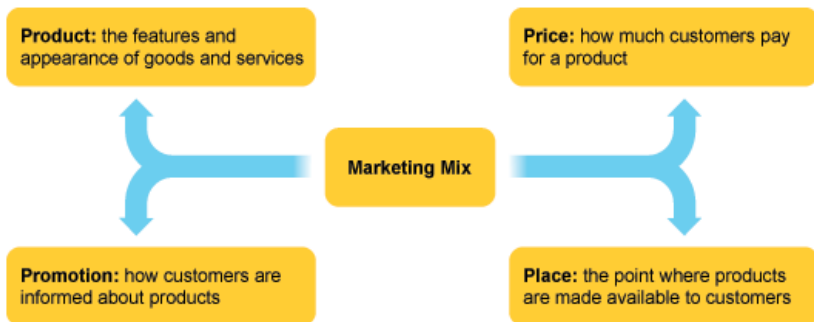 Product: the features and
appearance of goods and services
Price: how much customers pay
for a product
Marketing Mix
Promotion: how customers are
informed about products
Place: the point where products
are made available to customers